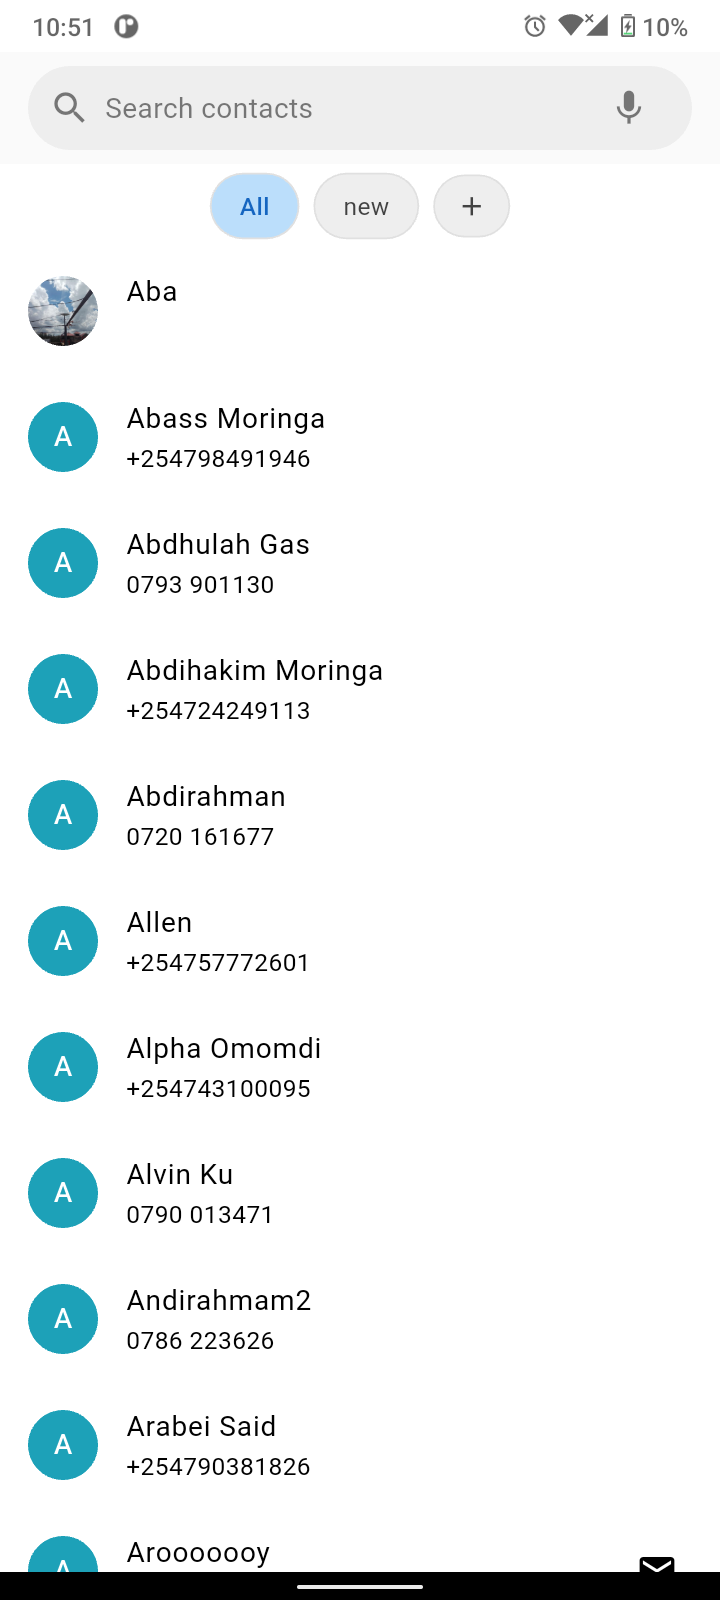 10:51
10%
Search contacts
All
new
+
Aba
A
Abass Moringa
+254798491946
A
Abdhulah Gas
0793 901130
A
Abdihakim Moringa
+254724249113
A
Abdirahman
0720 161677
A
Allen
+254757772601
A
Alpha Omomdi
+254743100095
A
Alvin Ku
0790 013471
A
Andirahmam2
0786 223626
A
Arabei Said
+254790381826
A
Arooooooy